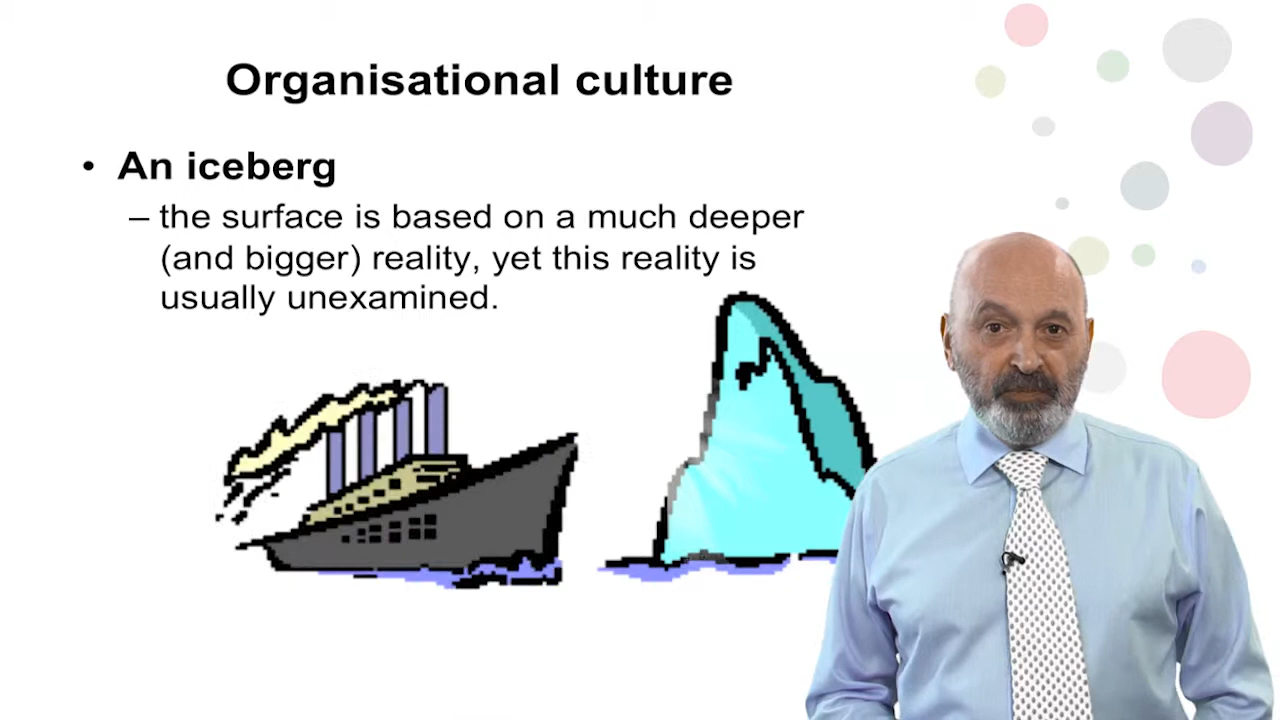 Organisational culture
• An iceberg
– the surface is based on a much deeper
(and bigger) reality, yet this reality is
usually unexamined.